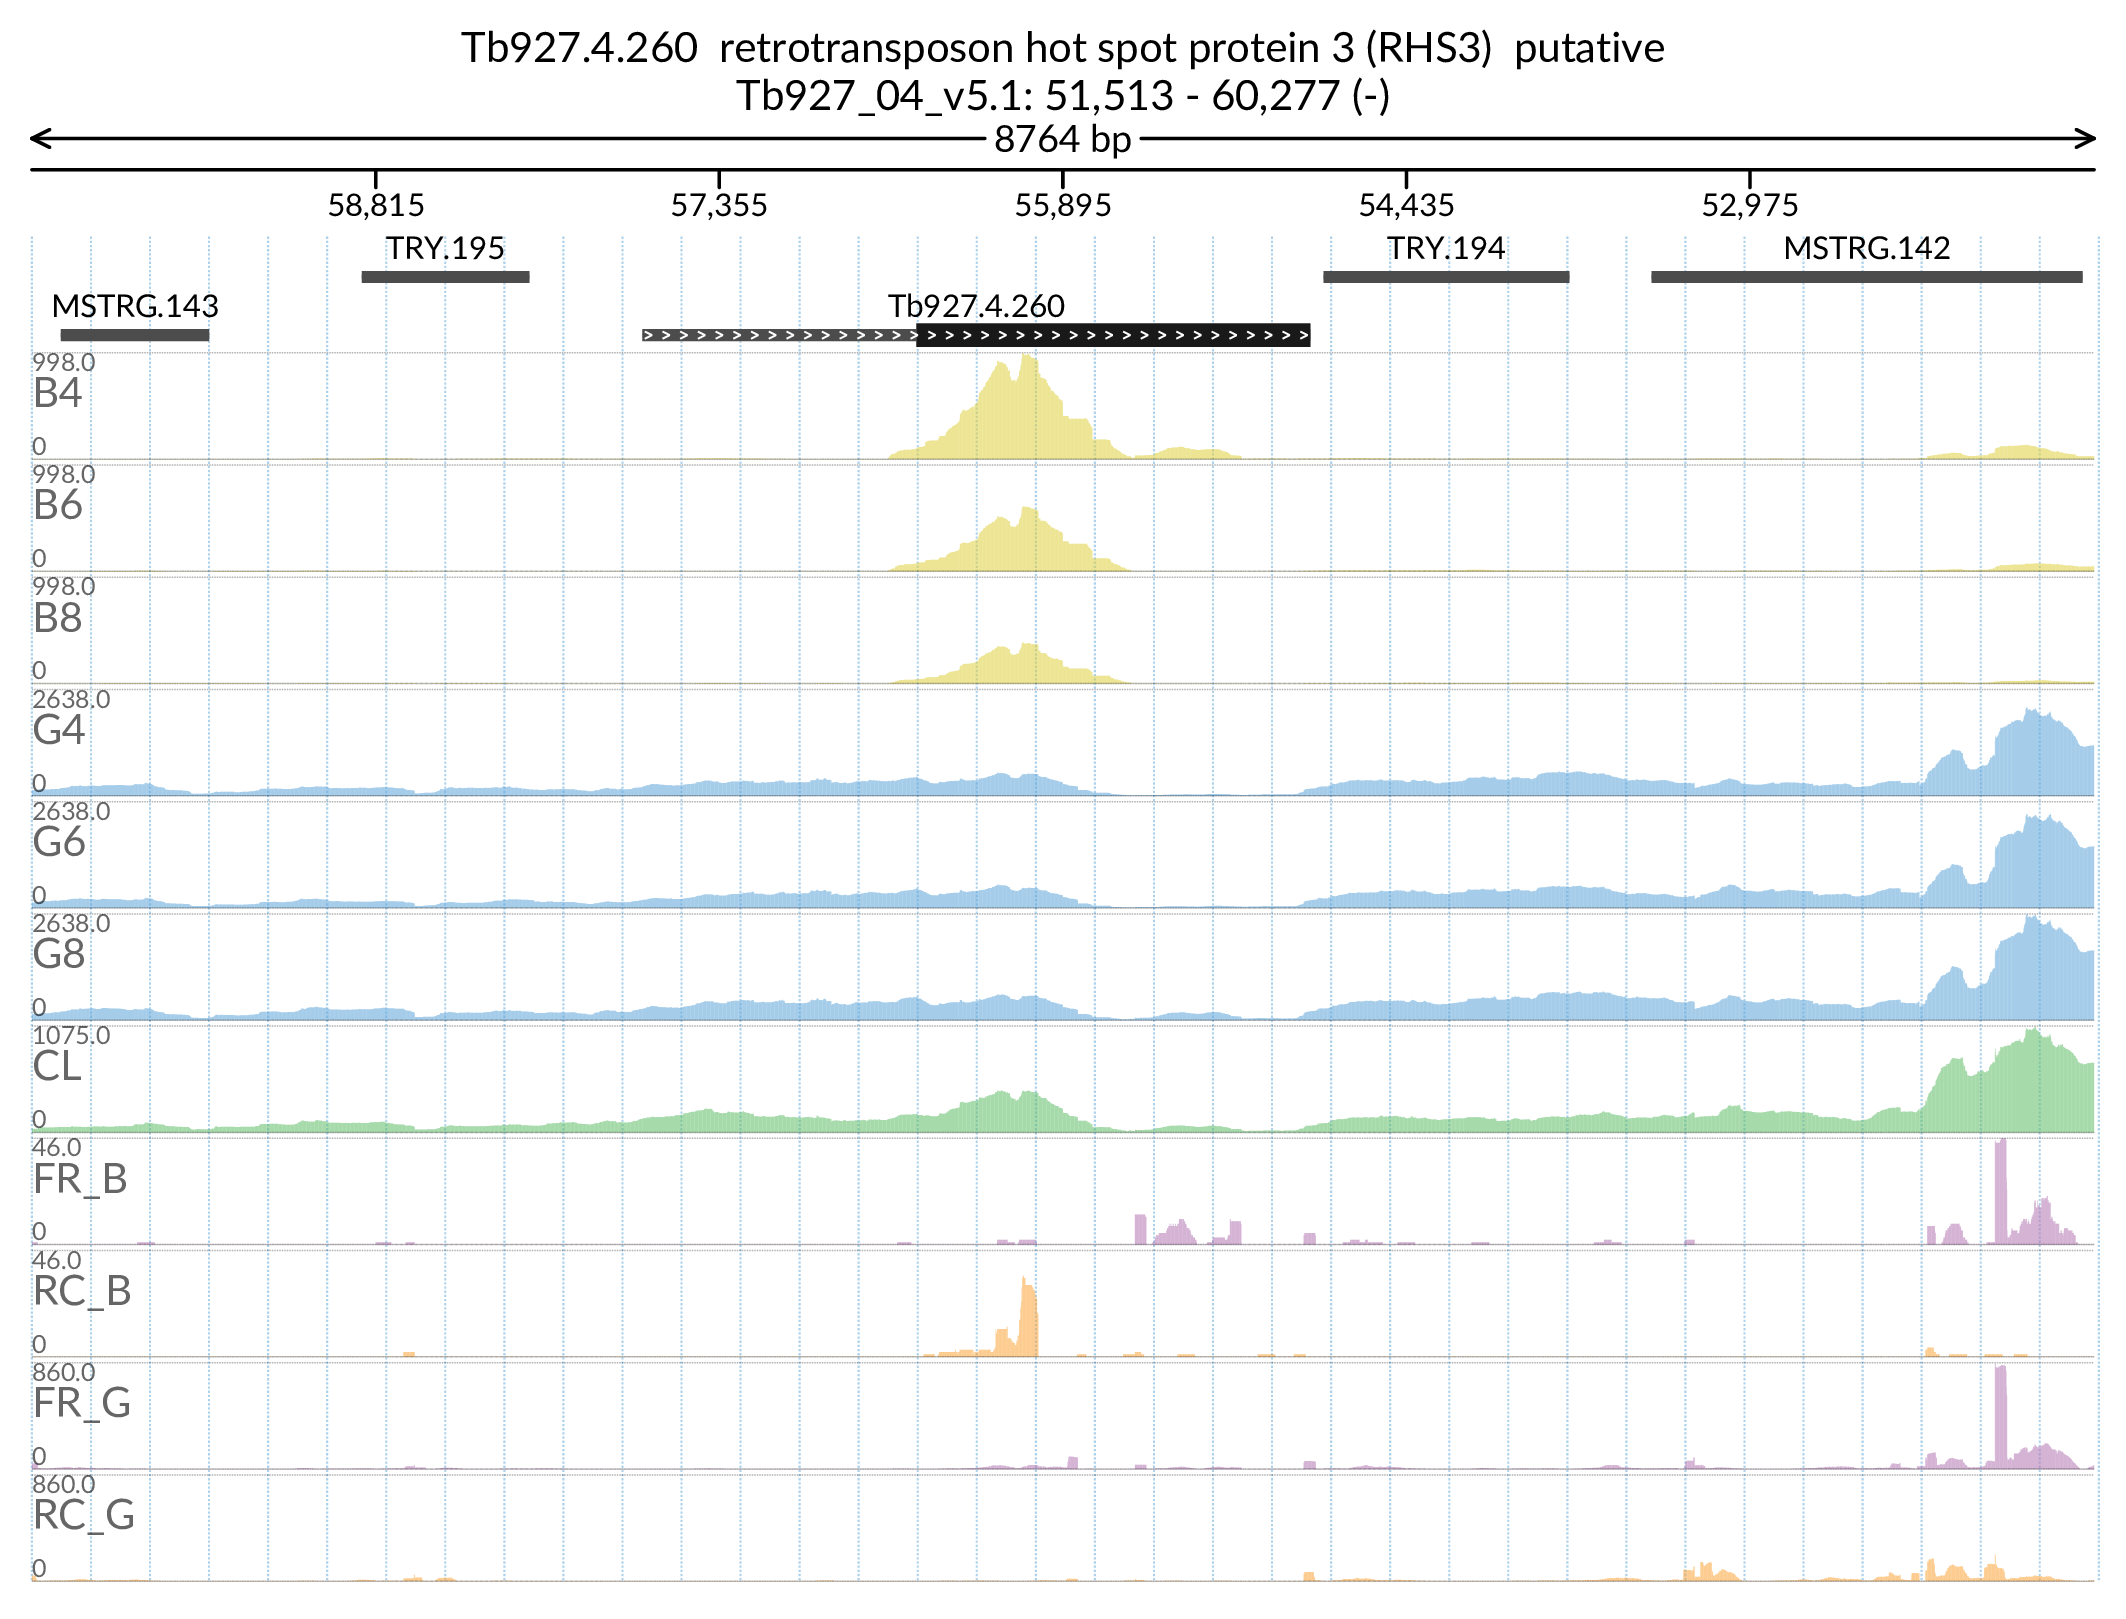 Tb927.4.260 retrotransposon hot spot protein 3 (RHS3) putative
Tb927_04_v5.1: 51,513 - 60,277 (-)
8764 bp
58,815 57,355 55,895 54,435 52,975
TRY.195 TRY.194 MSTRG.142
MSTRG.143 Tb927.4.260
998.0
B4
0
998.0
B6
0
998.0
B8
0
2638.0
G4
0
2638.0
G6
0
2638.0
G8
0
1075.0
CL
0
46.0
FR_B
0
46.0
RC_B
0
860.0
FR_G
0
860.0
RC_G
0